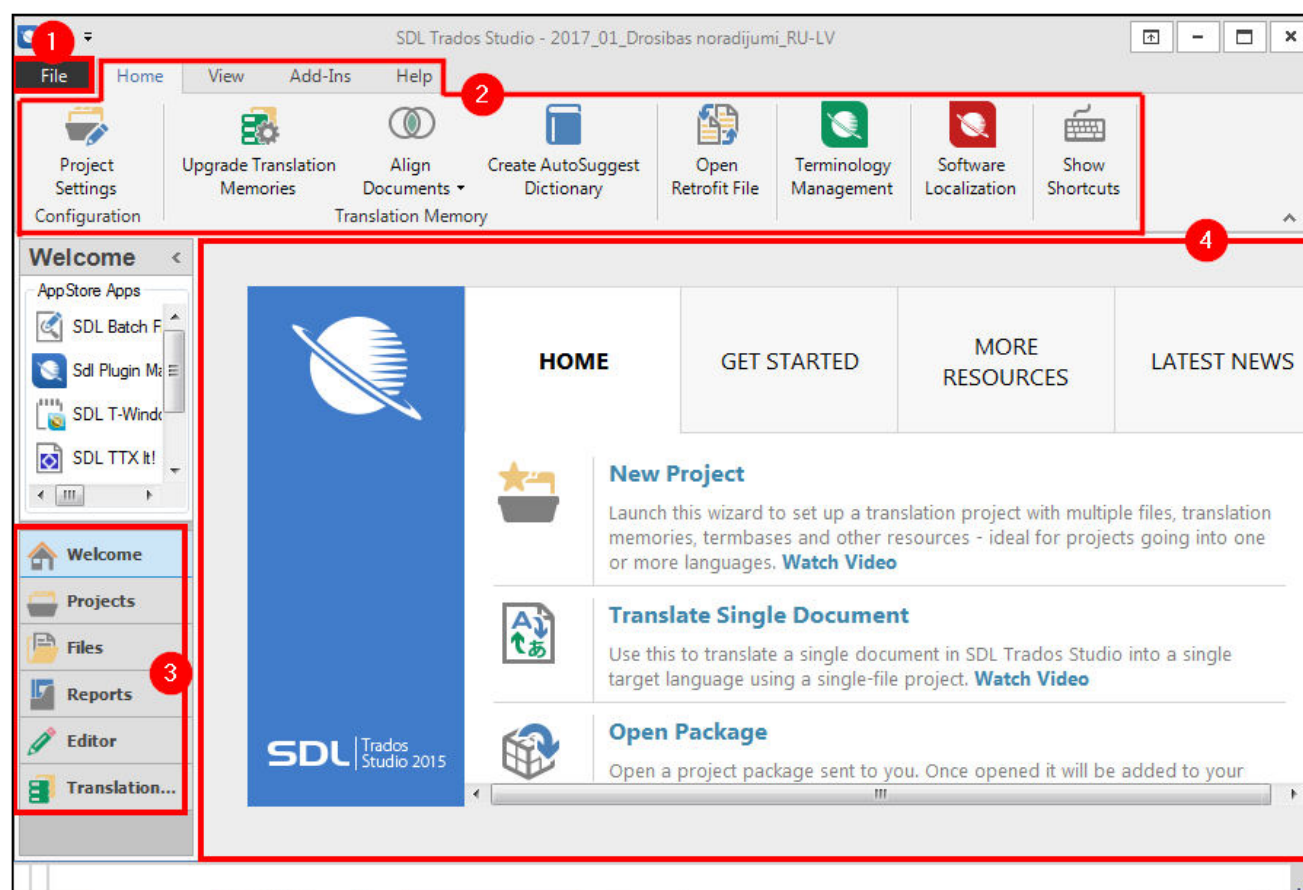 SDL Trados Studio - 2017_01_Drosibas noradijumi_RU-LV
1
File Home View Add-Ins Help
2
Project Settings
Upgrade Translation Memories
Align Documents
Create AutoSuggest Dictionary
Open Retrofit File
Terminology Management
Software Localization
Show Shortcuts
Configuration
Translation Memory
4
Welcome
AppStore Apps
SDL Batch F
Sdl Plugin Ma
SDL T-Windo
SDL TTX It!
Welcome
Projects
Files
3
Reports
Editor
Translation...
HOME
GET STARTED
MORE
RESOURCES
LATEST NEWS
New Project
Launch this wizard to set up a translation project with multiple files, translation
memories, termbases and other resources - ideal for projects going into one
or more languages. Watch Video
Translate Single Document
Use this to translate a single document in SDL Trados Studio into a single
target language using a single-file project. Watch Video
Open Package
Open a project package sent to you. Once opened it will be added to your
SDL Trados
Studio 2015